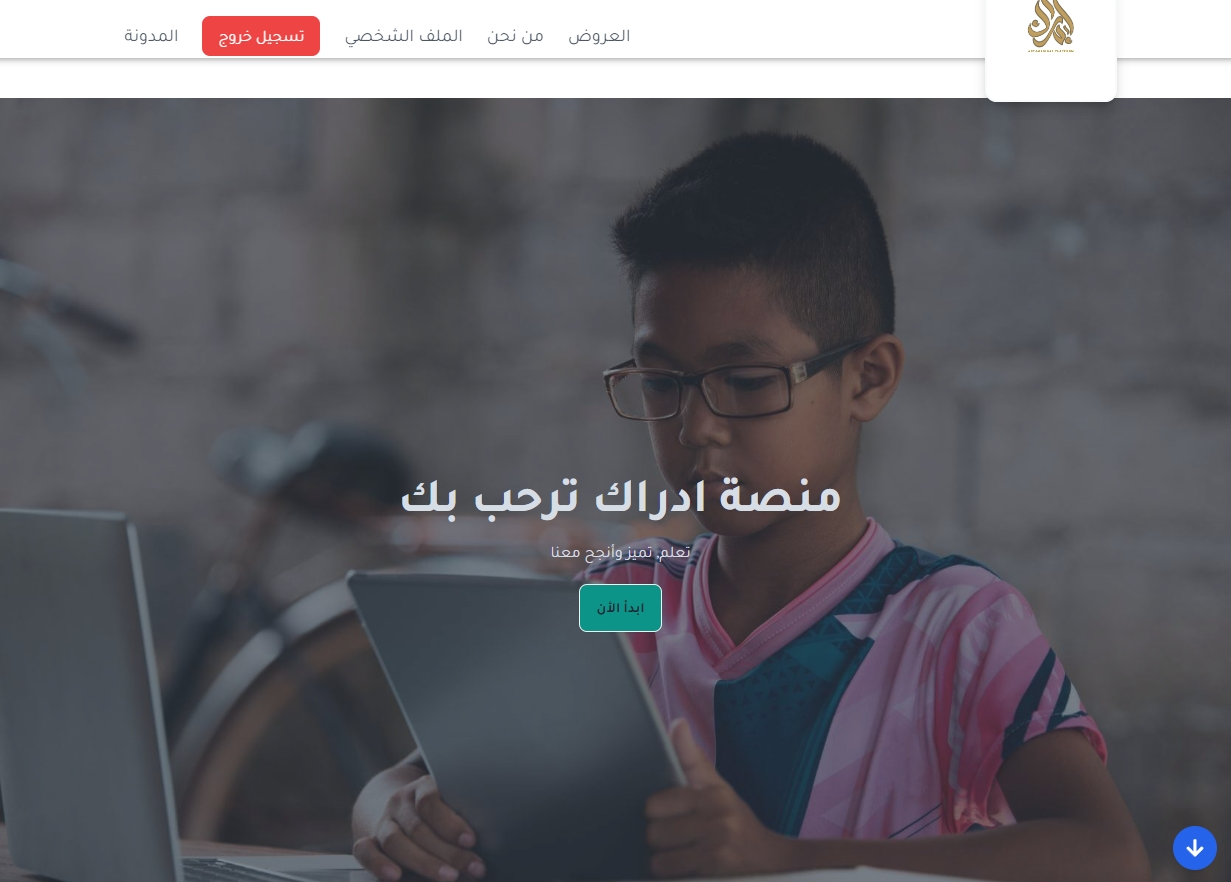 العروض
من نحن
الملف الشخصي
تسجيل خروج
المدونة
منصة ادراك ترحب بك
تعلم, تميز وأنجح معنا
ابدأ الأن